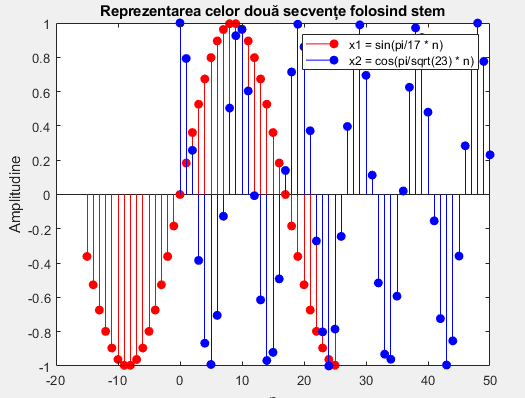 Reprezentarea celor două secvențe folosind stem
x1 = sin(pi/17 * n)
x2 = cos(pi/sqrt(23) * n)
Amplitudine
1
0.8
0.6
0.4
0.2
0
-0.2
-0.4
-0.6
-0.8
-1
-20 -10 0 10 20 30 40 50